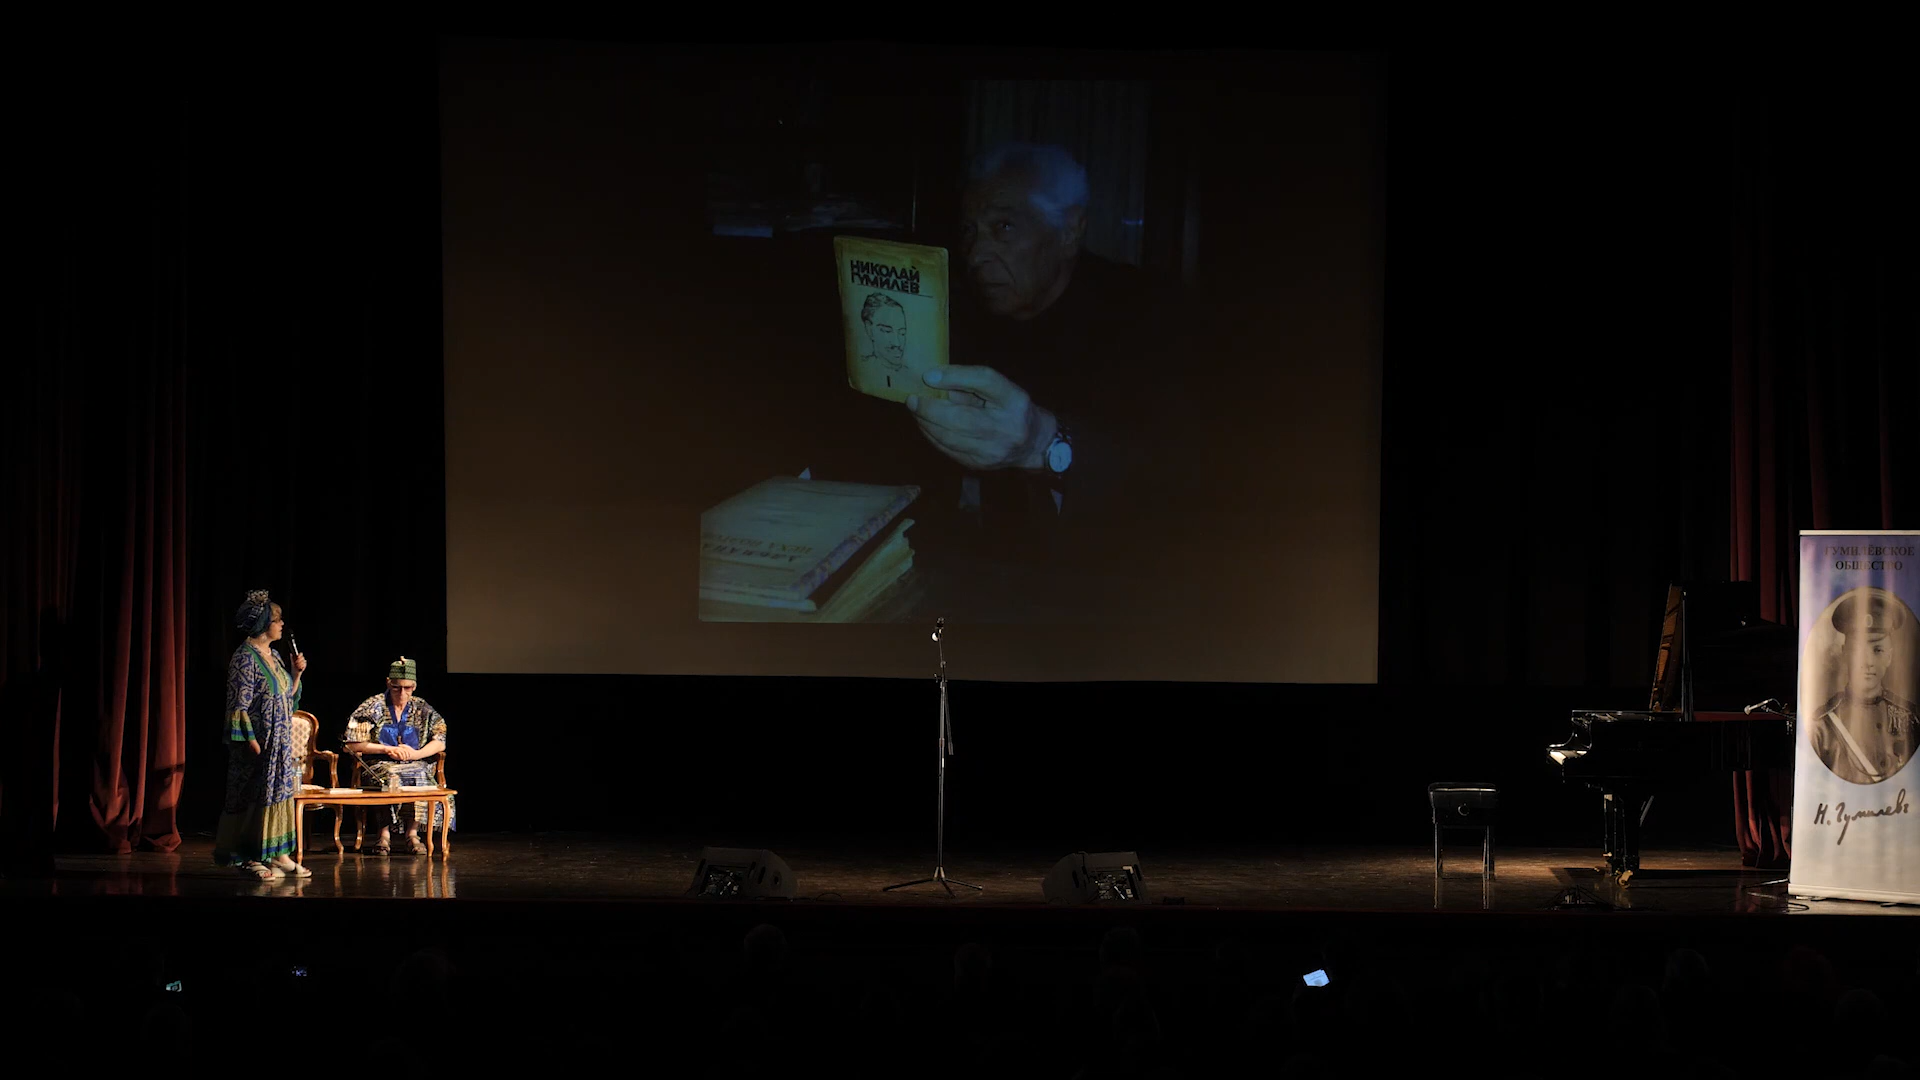 НИКОЛАЙ
ГУМИЛЕВ
I
ГУМИЛЁВСКОЕ
ОБЩЕСТВО
Н. Гумилевъ